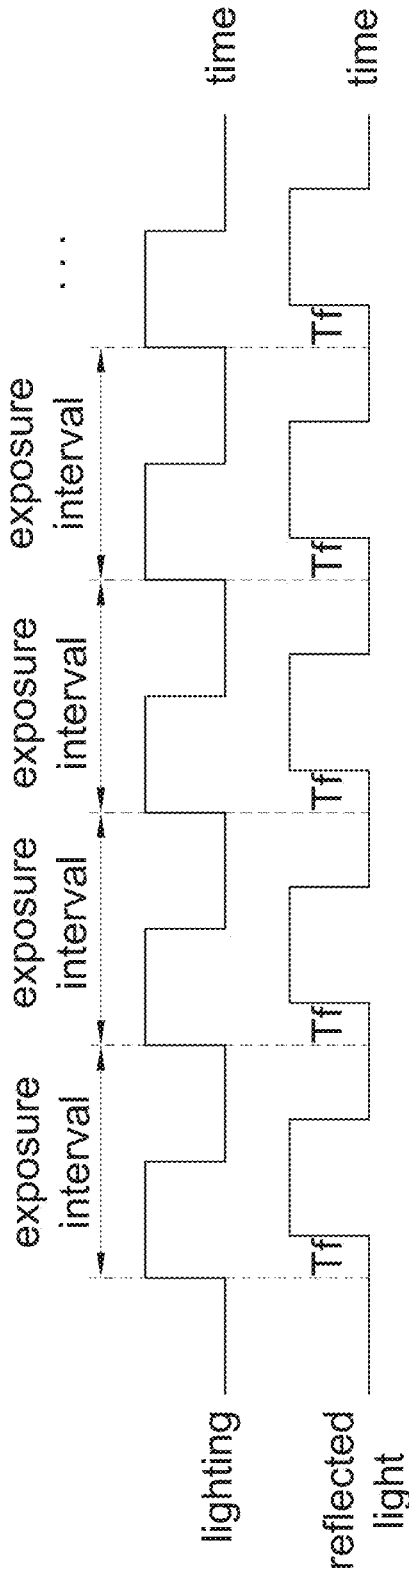 exposure
interval
exposure
interval
exposure
interval
exposure
interval
. . .
lighting
time
Tf
Tf
Tf
Tf
Tf
reflected
light
time